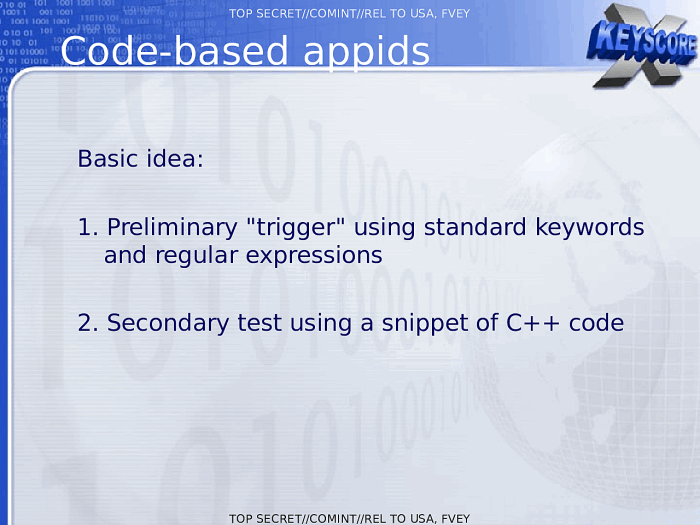 TOP SECRET//COMINT//REL TO USA, FVEY
Code-based appids
X
KEYSCORE
Basic idea:
1. Preliminary "trigger" using standard keywords
and regular expressions
2. Secondary test using a snippet of C++ code
TOP SECRET//COMINT//REL TO USA, FVEY